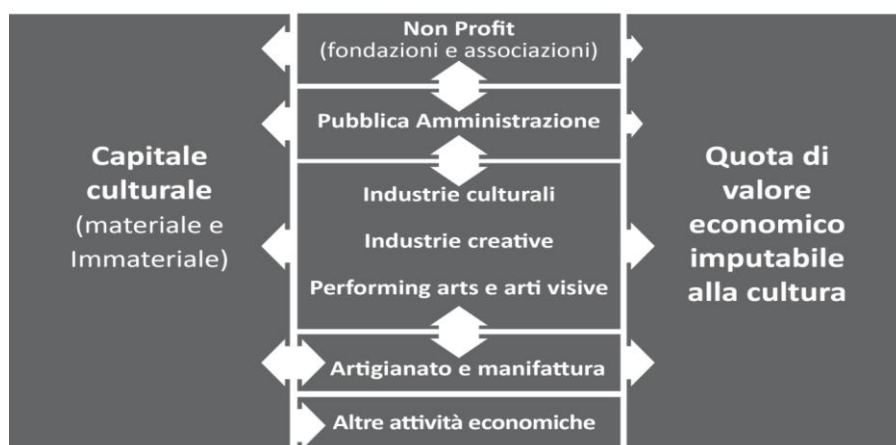 Capitale
culturale
(materiale e
Immateriale)
Non Profit
(fondazioni e associazioni)
Pubblica Amministrazione
Industrie culturali
Industrie creative
Performing arts e arti visive
Artigianato e manifattura
Altre attività economiche
Quota di
valore
economico
imputabile
alla cultura